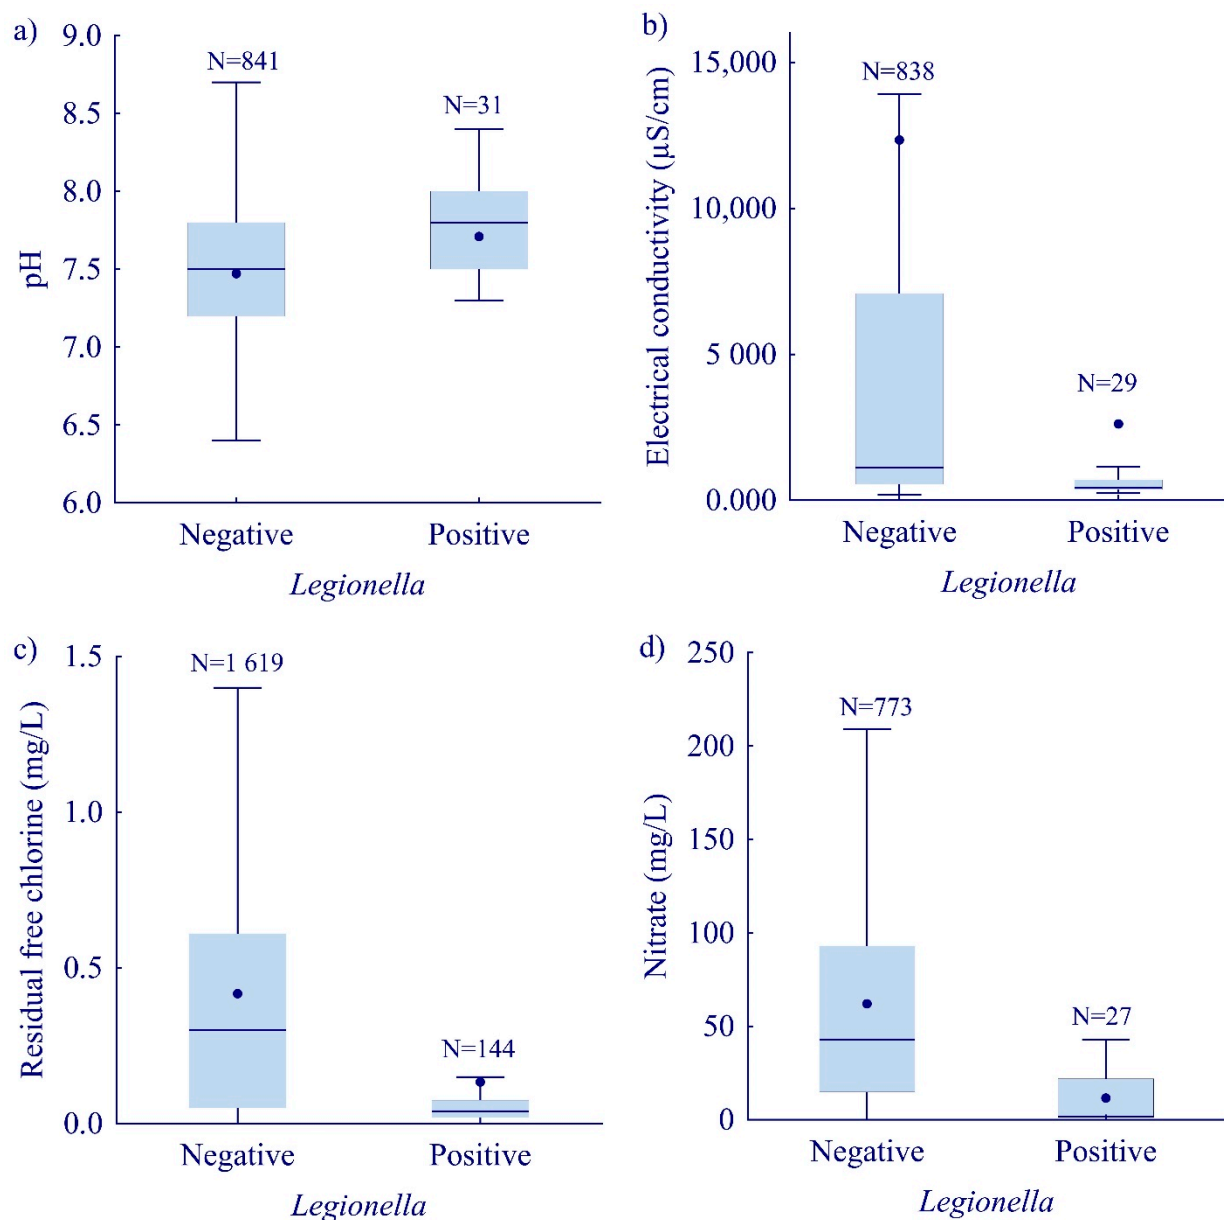 a)
9.0
8.5
8.0
7.5
7.0
6.5
6.0
pH
N=841
N=31
Negative
Positive
Legionella
b)
15,000
10,000
5 000
0.000
Electrical conductivity (µS/cm)
N=838
N=29
Negative
Positive
Legionella
c)
1.5
1.0
0.5
0.0
Residual free chlorine (mg/L)
N=1 619
N=144
Negative
Positive
Legionella
d)
250
200
150
100
50
0
Nitrate (mg/L)
N=773
N=27
Negative
Positive
Legionella